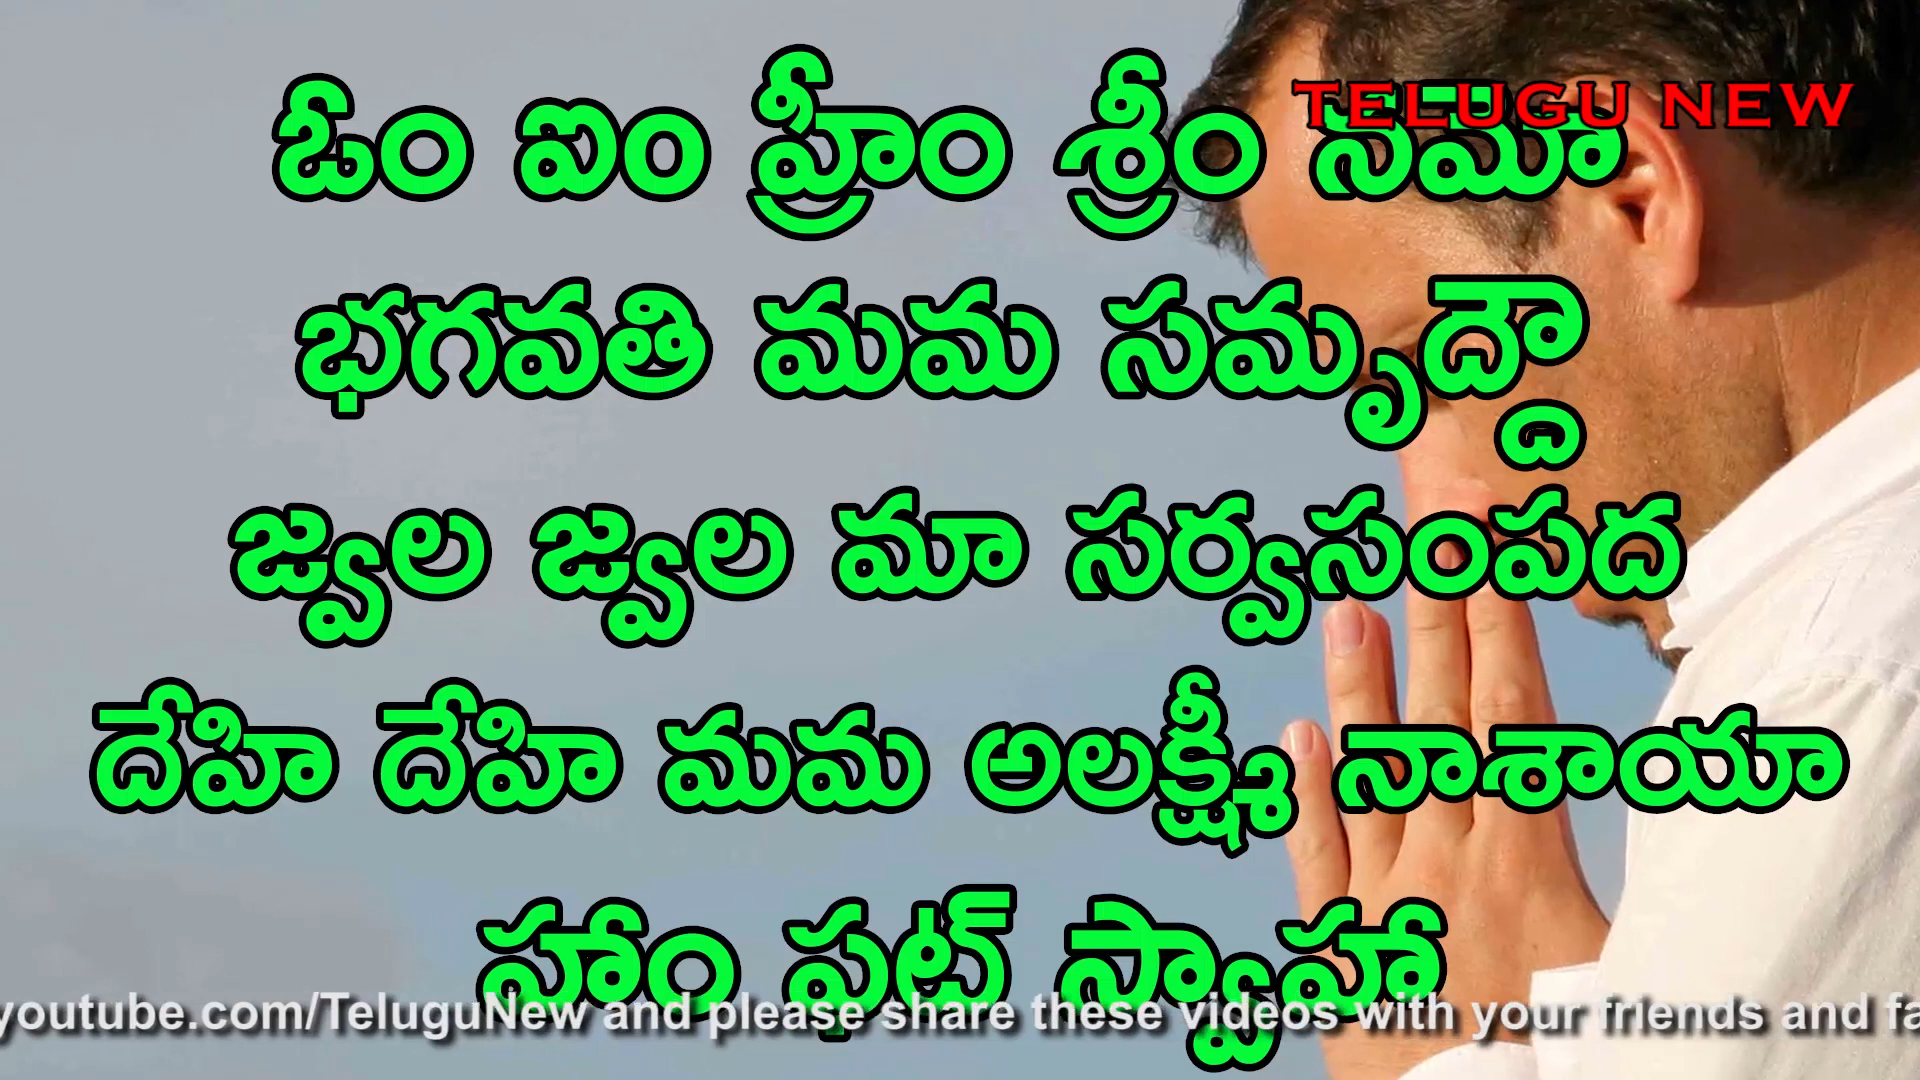 TELUGU NEW
ఓం ఐం హ్రీం శ్రీం నమో
భగవతి మమ సమృద్దౌ
జ్వల జ్వల మా సర్వసంపద
దేహి దేహి మమ అలక్ష్మీ నాశాయా
హాం ఫట్ స్వాహా
youtube.com/TeluguNew and please share these videos with your friends and fa